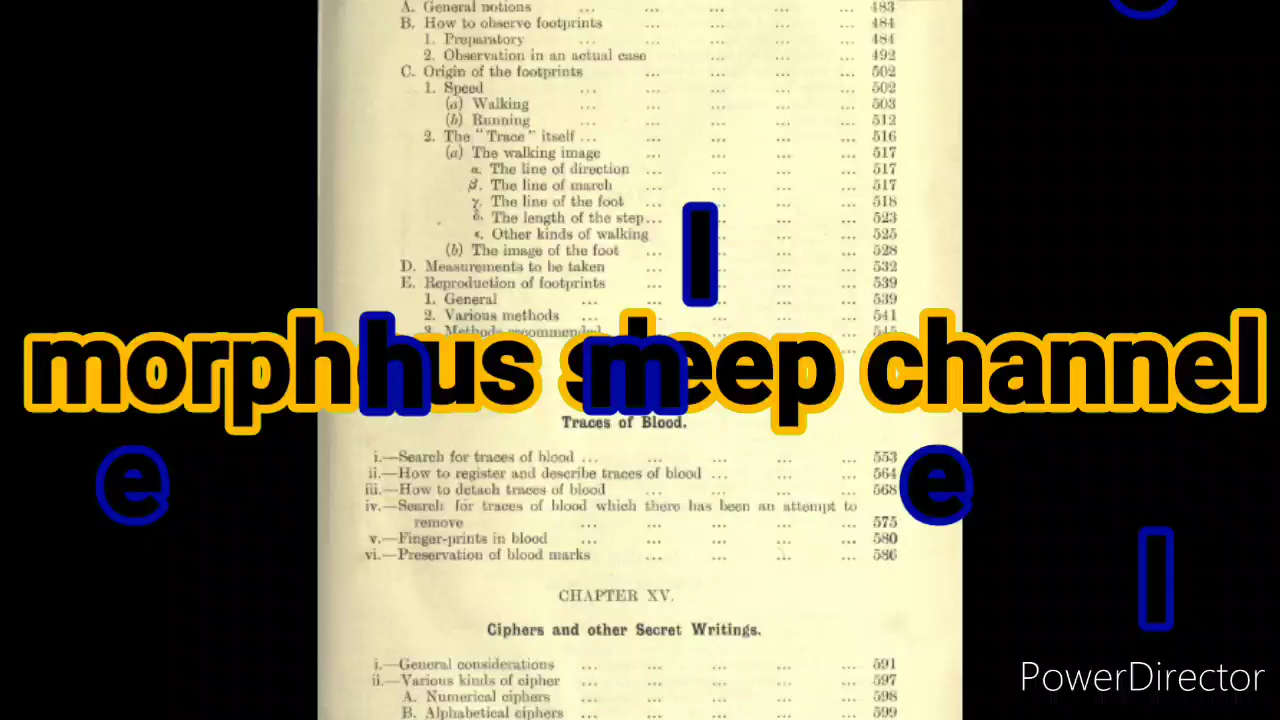 A. General notions ... ... ... ... 483
B. How to observe footprints ... ... ... 484
1. Preparatory ... ... ... ... 484
2. Observation in an actual case ... ... ... 492
C. Origin of the footprints ... ... ... ... 502
1. Speed ... ... ... ... 502
(a) Walking ... ... ... ... 503
(b) Running ... ... ... ... 512
2. The "Trace" itself ... ... ... ... ... 516
(a) The walking image ... ... ... ... 517
α. The line of direction ... ... ... ... 517
β. The line of march ... ... ... ... 517
γ. The line of the foot ... ... ... 518
δ. The length of the step... ... ... 523
ε. Other kinds of walking ... ... 525
(b) The image of the foot ... ... ... 528
D. Measurements to be taken ... ... ... ... 532
E. Reproduction of footprints ... ... ... 539
1. General ... ... ... ... ... 539
2. Various methods ... ... ... ... 541
3. Methods recommended ... 545
morphhus sleep channel
Traces of Blood.
i.—Search for traces of blood ... ... ... ... ... 553
ii.—How to register and describe traces of blood ... ... ... 564
iii.—How to detach traces of blood ... ... ... ... 568
iv.—Search for traces of blood which there has been an attempt to
remove ... ... ... ... ... 575
v.—Finger-prints in blood ... ... ... ... ... 580
vi.—Preservation of blood marks ... ... ... ... 586
CHAPTER XV.
Ciphers and other Secret Writings.
i.—General considerations ... ... ... ... ... 591
ii.—Various kinds of cipher ... ... ... ... ... 597
A. Numerical ciphers ... ... ... ... 598
B. Alphabetical ciphers ... ... ... ... 599
e
l
h
m
e
e
l
PowerDirector